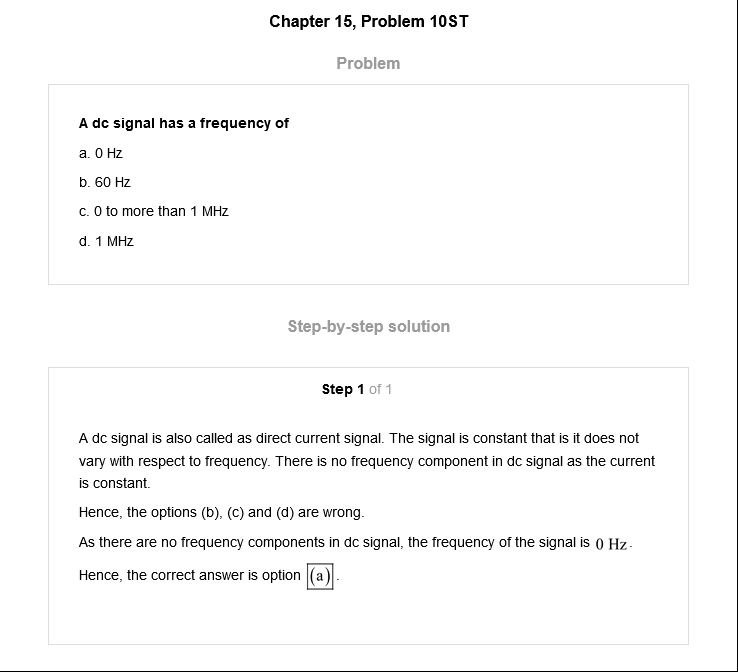 Chapter 15, Problem 10ST
Problem
A dc signal has a frequency of
a. 0 Hz
b. 60 Hz
c. 0 to more than 1 MHz
d. 1 MHz
Step-by-step solution
Step 1 of 1
A dc signal is also called as direct current signal. The signal is constant that is it does not
vary with respect to frequency. There is no frequency component in dc signal as the current
is constant.
Hence, the options (b), (c) and (d) are wrong.
As there are no frequency components in dc signal, the frequency of the signal is 0 Hz.
Hence, the correct answer is option (a).